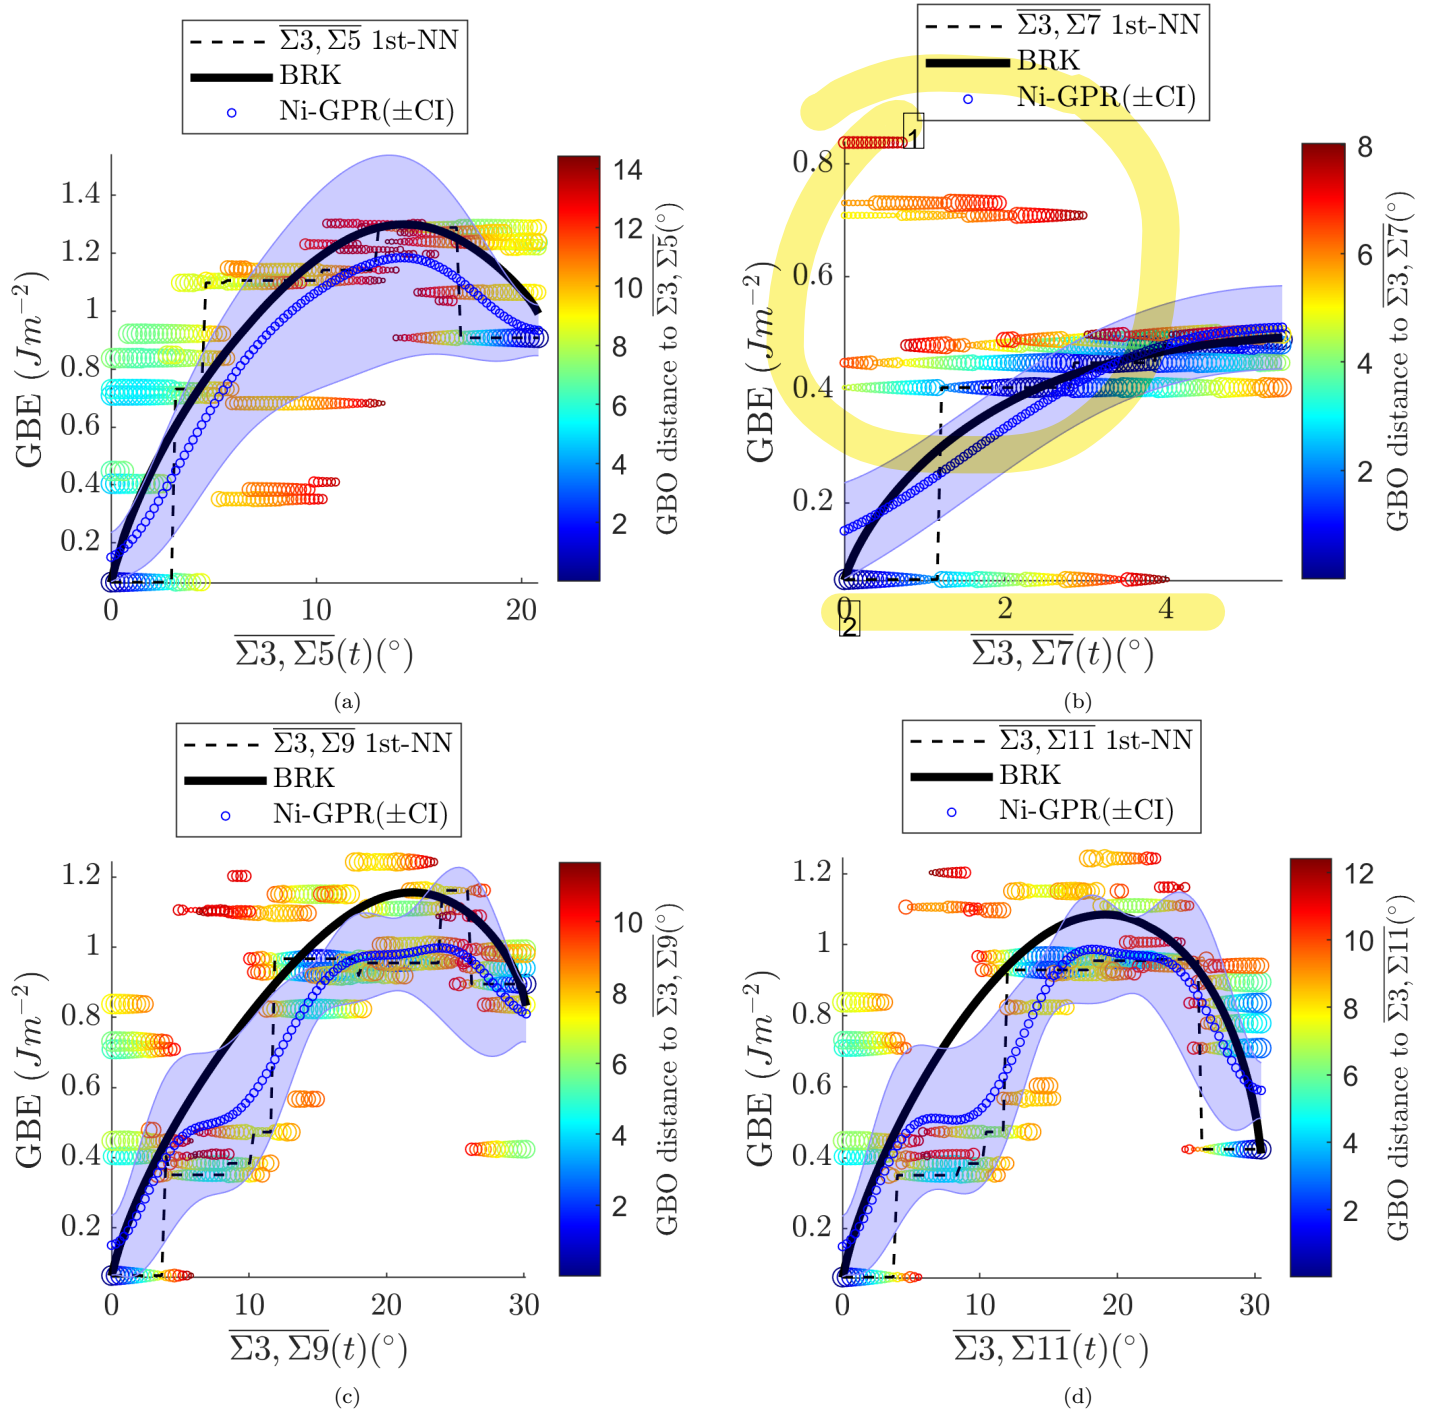 Σ3, Σ5 1st-NN
BRK
Ni-GPR(±CI)
1.4
1.2
1
0.8
0.6
0.4
0.2
GBE (Jm⁻²)
0
10
20
Σ3, Σ5(t)(°)
14
12
10
8
6
4
2
GBO distance to Σ3, Σ5(°)
(a)
Σ3, Σ7 1st-NN
BRK
Ni-GPR(±CI)
1
0.8
0.6
0.4
0.2
GBE (Jm⁻²)
0
2
4
2
Σ3, Σ7(t)(°)
8
6
4
2
GBO distance to Σ3, Σ7(°)
(b)
Σ3, Σ9 1st-NN
BRK
Ni-GPR(±CI)
1.2
1
0.8
0.6
0.4
0.2
GBE (Jm⁻²)
0
10
20
30
Σ3, Σ9(t)(°)
10
8
6
4
2
GBO distance to Σ3, Σ9(°)
(c)
Σ3, Σ11 1st-NN
BRK
Ni-GPR(±CI)
1.2
1
0.8
0.6
0.4
0.2
GBE (Jm⁻²)
0
10
20
30
Σ3, Σ11(t)(°)
12
10
8
6
4
2
GBO distance to Σ3, Σ11(°)
(d)